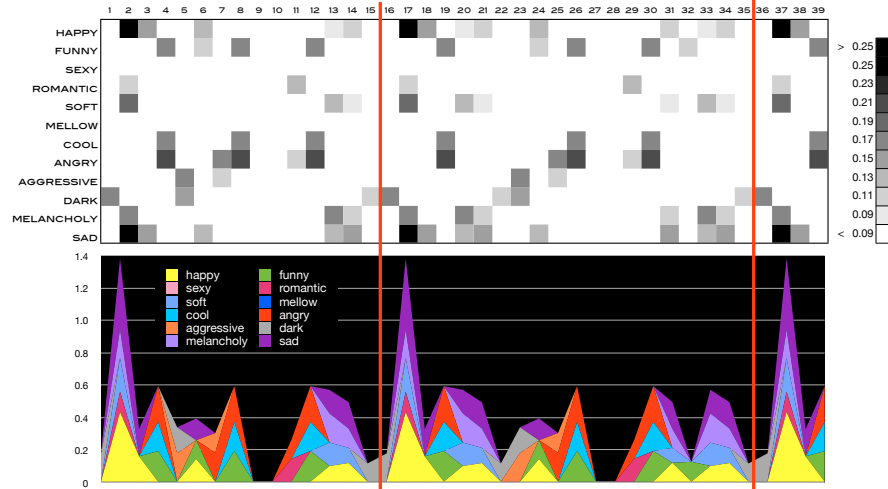 1 2 3 4 5 6 7 8 9 10 11 12 13 14 15 16 17 18 19 20 21 22 23 24 25 26 27 28 29 30 31 32 33 34 35 36 37 38 39
HAPPY
FUNNY
SEXY
ROMANTIC
SOFT
MELLOW
COOL
ANGRY
AGGRESSIVE
DARK
MELANCHOLY
SAD
> 0.25
0.25
0.23
0.21
0.19
0.17
0.15
0.13
0.11
0.09
< 0.09
1.4
1.2
1.0
0.8
0.6
0.4
0.2
0
happy funny
sexy romantic
soft mellow
cool angry
aggressive dark
melancholy sad